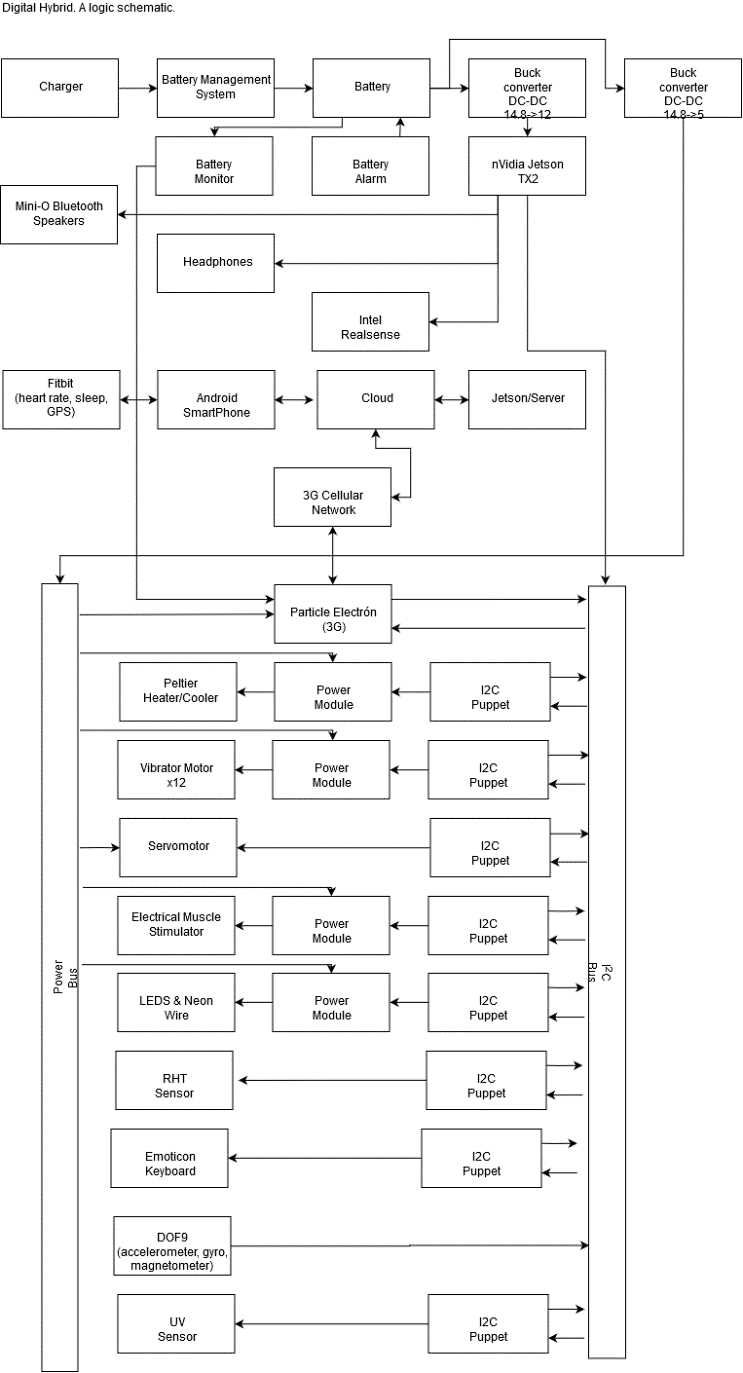 Digital Hybrid. A logic schematic.
Charger
Battery Management
System
Battery
Buck
converter
DC-DC
14.8->12
Buck
converter
DC-DC
14.8->5
Battery
Monitor
Battery
Alarm
nVidia Jetson
TX2
Mini-O Bluetooth
Speakers
Headphones
Intel
Realsense
Fitbit
(heart rate, sleep,
GPS)
Android
SmartPhone
Cloud
Jetson/Server
3G Cellular
Network
Particle Electrón
(3G)
Peltier
Heater/Cooler
Power
Module
I2C
Puppet
Vibrator Motor
x12
Power
Module
I2C
Puppet
Servomotor
I2C
Puppet
Electrical Muscle
Stimulator
Power
Module
I2C
Puppet
Power
Bus
I²C
Bus
LEDS & Neon
Wire
Power
Module
I2C
Puppet
RHT
Sensor
I2C
Puppet
Emoticon
Keyboard
I2C
Puppet
DOF9
(accelerometer, gyro,
magnetometer)
UV
Sensor
I2C
Puppet